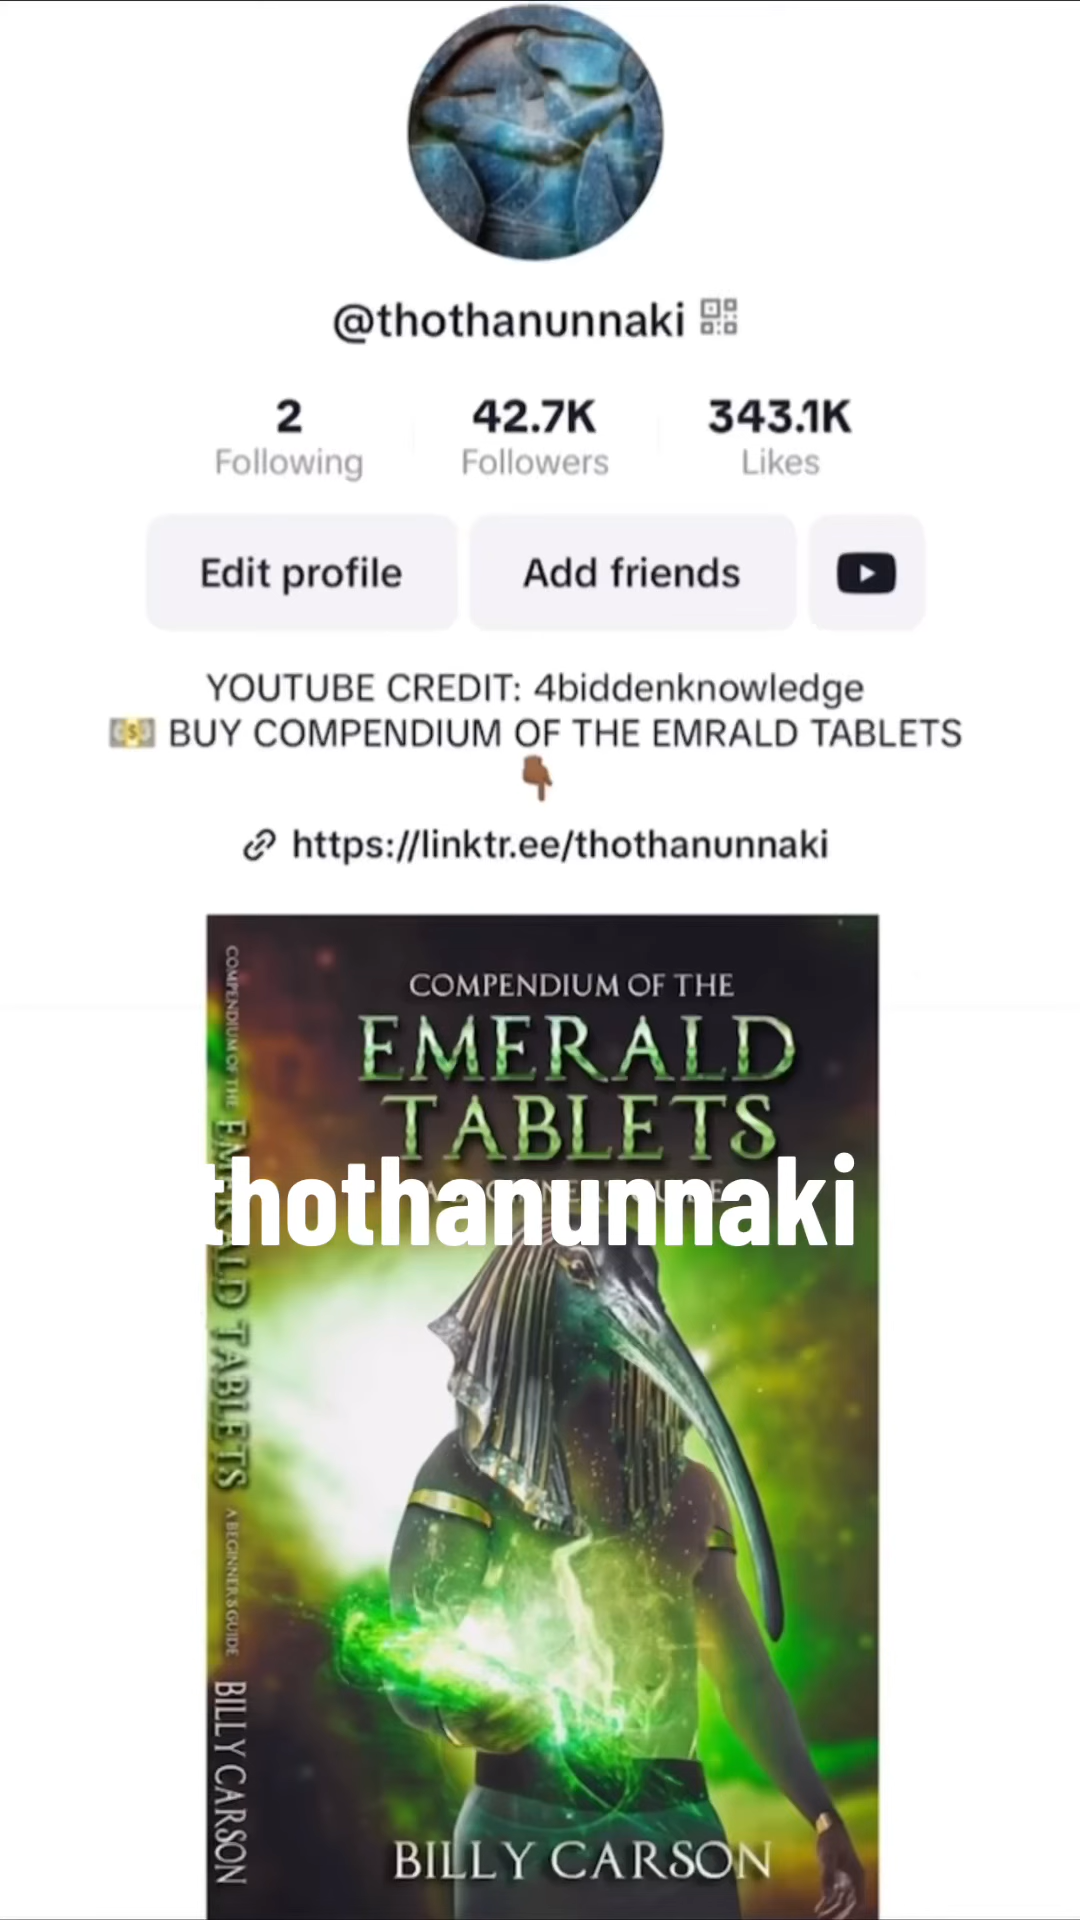 @thothanunnaki
2
Following
42.7K
Followers
343.1K
Likes
Edit profile
Add friends
YOUTUBE CREDIT: 4biddenknowledge
💵 BUY COMPENDIUM OF THE EMRALD TABLETS
👇🏾
https://linktr.ee/thothanunnaki
COMPENDIUM OF THE
EMERALD
TABLETS
thothanunnaki
BILLY CARSON
COMPENDIUM OF THE EMERALD TABLETS A BEGINNERS GUIDE BILLY CARSON